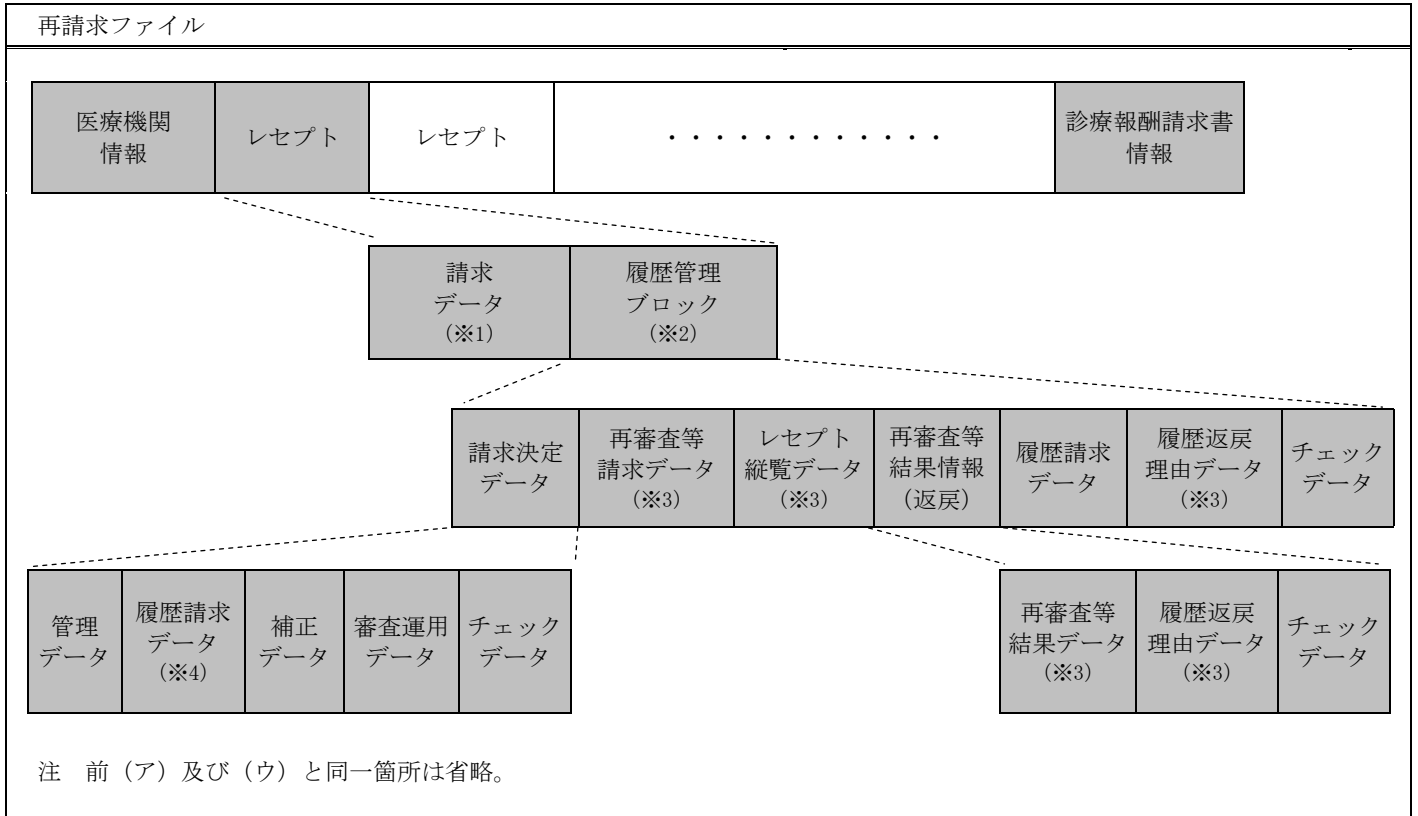 再請求ファイル
医療機関
情報
レセプト
レセプト
・・・・・・・・・・・・
診療報酬請求書
情報
請求
データ
(※1)
履歴管理
ブロック
(※2)
請求決定
データ
再審査等
請求データ
(※3)
レセプト
縦覧データ
(※3)
再審査等
結果情報
（返戻）
履歴請求
データ
履歴返戻
理由データ
(※3)
チェック
データ
管理
データ
履歴請求
データ
(※4)
補正
データ
審査運用
データ
チェック
データ
再審査等
結果データ
(※3)
履歴返戻
理由データ
(※3)
チェック
データ
注　前（ア）及び（ウ）と同一箇所は省略。